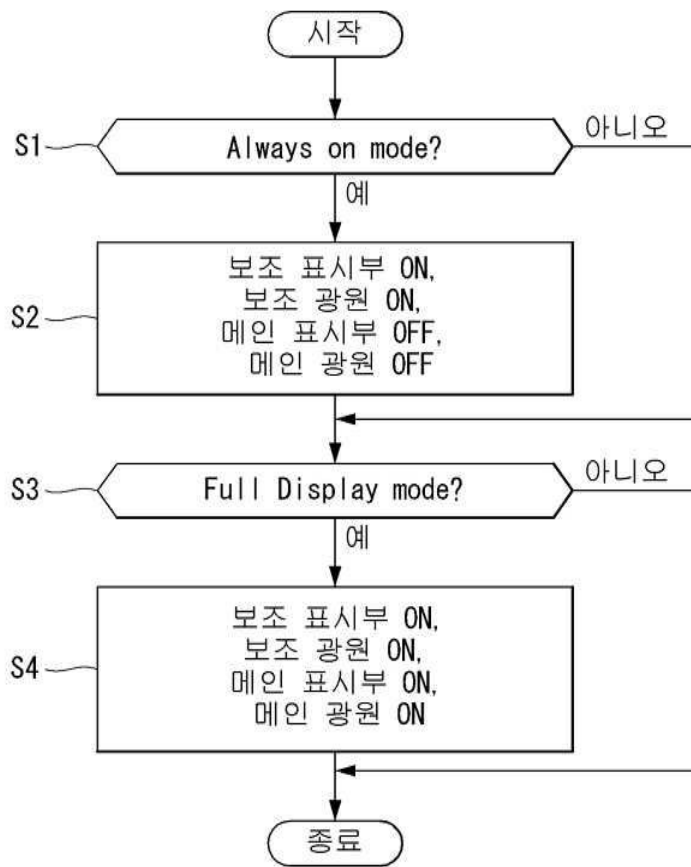 시작
S1
Always on mode?
아니오
예
S2
보조 표시부 ON,
보조 광원 ON,
메인 표시부 OFF,
메인 광원 OFF
S3
Full Display mode?
아니오
예
S4
보조 표시부 ON,
보조 광원 ON,
메인 표시부 ON,
메인 광원 ON
종료